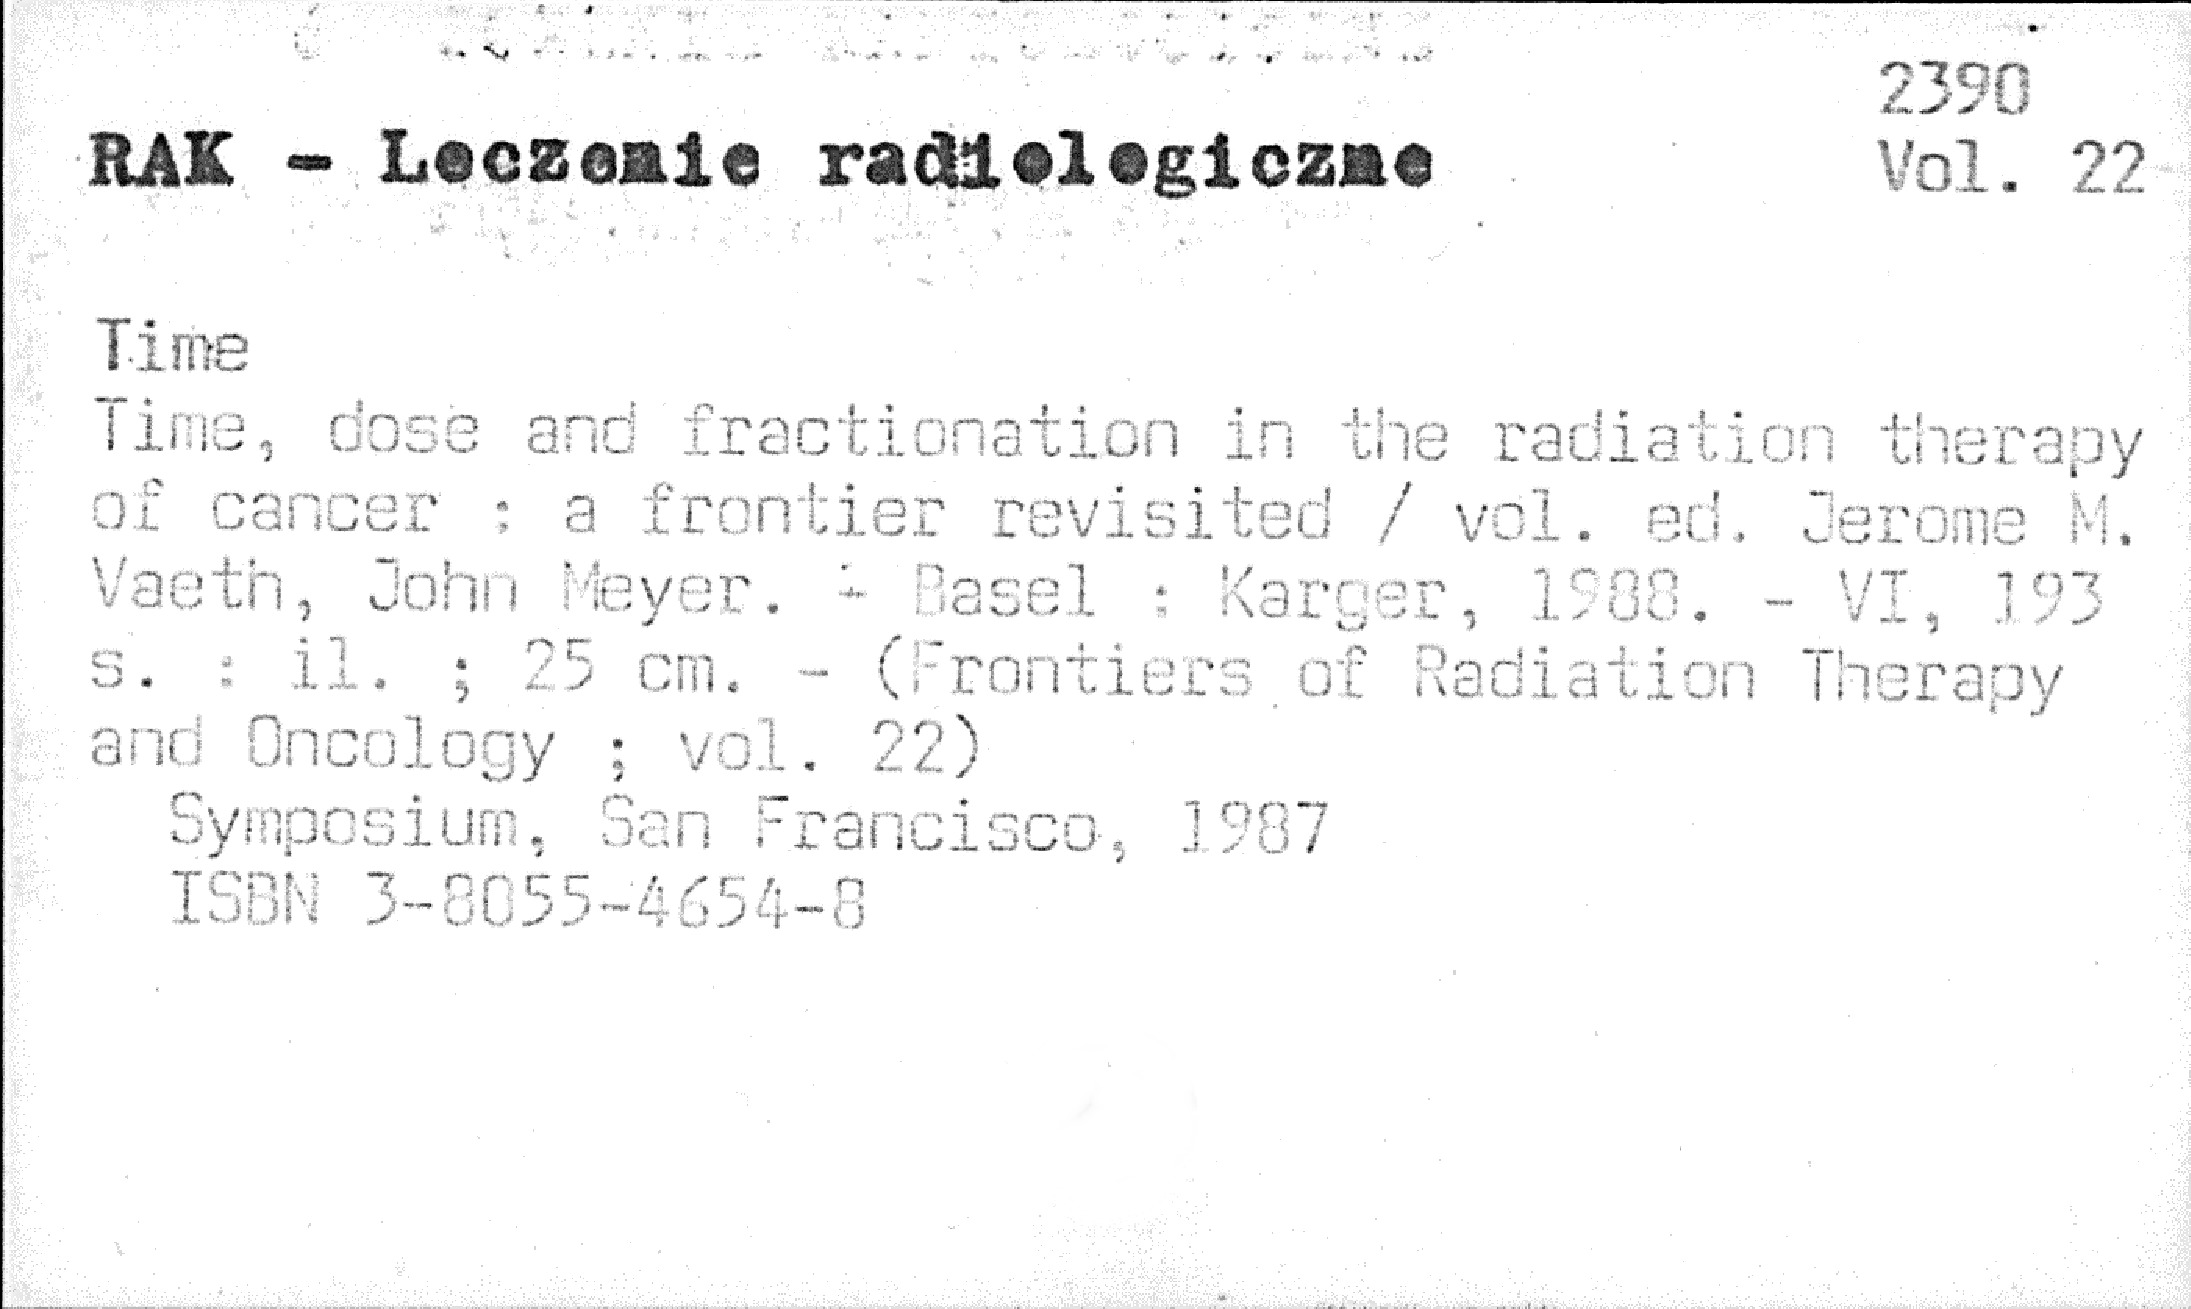 2390
RAK - Leczenie radiologiczne
Vol. 22
Time
Time, dose and fractionation in the radiation therapy
of cancer : a frontier revisited / vol. ed. Jerome M.
Vaeth, John Meyer. - Basel : Karger, 1988. - VI, 193
s. : il. ; 25 cm. - (Frontiers of Radiation Therapy
and Oncology ; vol. 22)
Symposium, San Francisco, 1987
ISBN 3-8055-4654-8